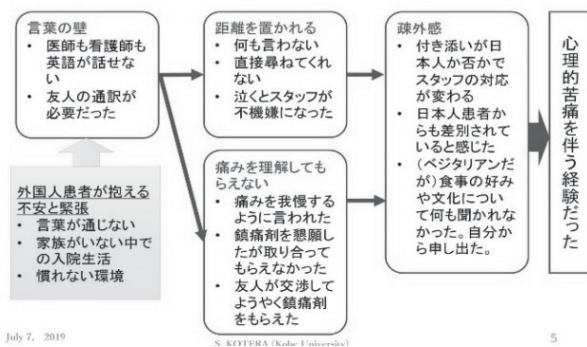 言葉の壁
• 医師も看護師も
英語が話せな
い
• 友人の通訳が
必要だった
外国人患者が抱える
不安と緊張
• 言葉が通じない
• 家族がいない中で
の入院生活
• 慣れない環境
距離を置かれる
• 何も言わない
• 直接尋ねてくれ
ない
• 泣くとスタッフが
不機嫌になった
痛みを理解しても
らえない
• 痛みを我慢する
ように言われた
• 鎮痛剤を懇願し
たが取り合って
もらえなかった
• 友人が交渉して
ようやく鎮痛剤
をもらえた
疎外感
• 付き添いが日
本人か否かで
スタッフの対応
が変わる
• 日本人患者か
らも差別されて
いると感じた
• (ベジタリアンだ
が)食事の好み
や文化につい
て何も聞かれな
かった。自分か
ら申し出た。
心理的苦痛を伴う経験だった
July 7, 2019
S. KOTERA (Kobe University)
5